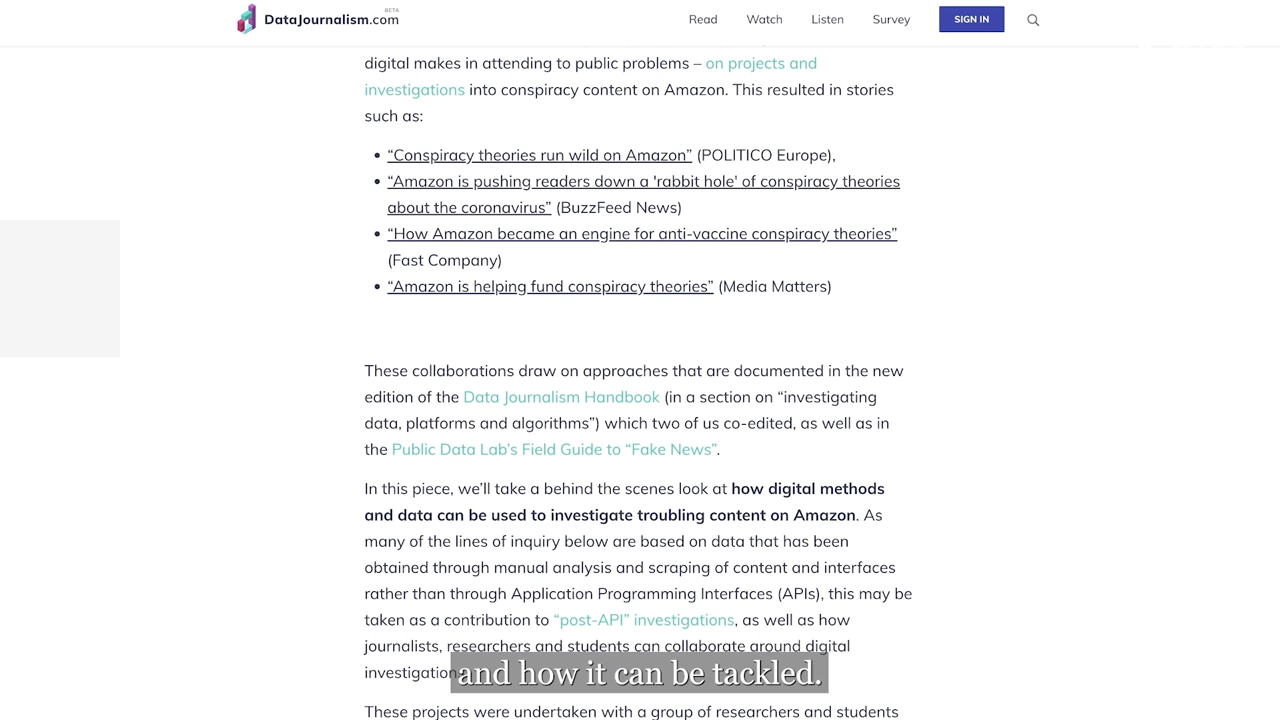 DataJournalism.com
BETA
Read
Watch
Listen
Survey
SIGN IN
digital makes in attending to public problems – on projects and
investigations into conspiracy content on Amazon. This resulted in stories
such as:
• “Conspiracy theories run wild on Amazon” (POLITICO Europe),
• “Amazon is pushing readers down a 'rabbit hole' of conspiracy theories
about the coronavirus” (BuzzFeed News)
• “How Amazon became an engine for anti-vaccine conspiracy theories”
(Fast Company)
• “Amazon is helping fund conspiracy theories” (Media Matters)
These collaborations draw on approaches that are documented in the new
edition of the Data Journalism Handbook (in a section on “investigating
data, platforms and algorithms”) which two of us co-edited, as well as in
the Public Data Lab’s Field Guide to “Fake News”.
In this piece, we’ll take a behind the scenes look at how digital methods
and data can be used to investigate troubling content on Amazon. As
many of the lines of inquiry below are based on data that has been
obtained through manual analysis and scraping of content and interfaces
rather than through Application Programming Interfaces (APIs), this may be
taken as a contribution to “post-API” investigations, as well as how
journalists, researchers and students can collaborate around digital
investigation
and how it can be tackled.
These projects were undertaken with a group of researchers and students